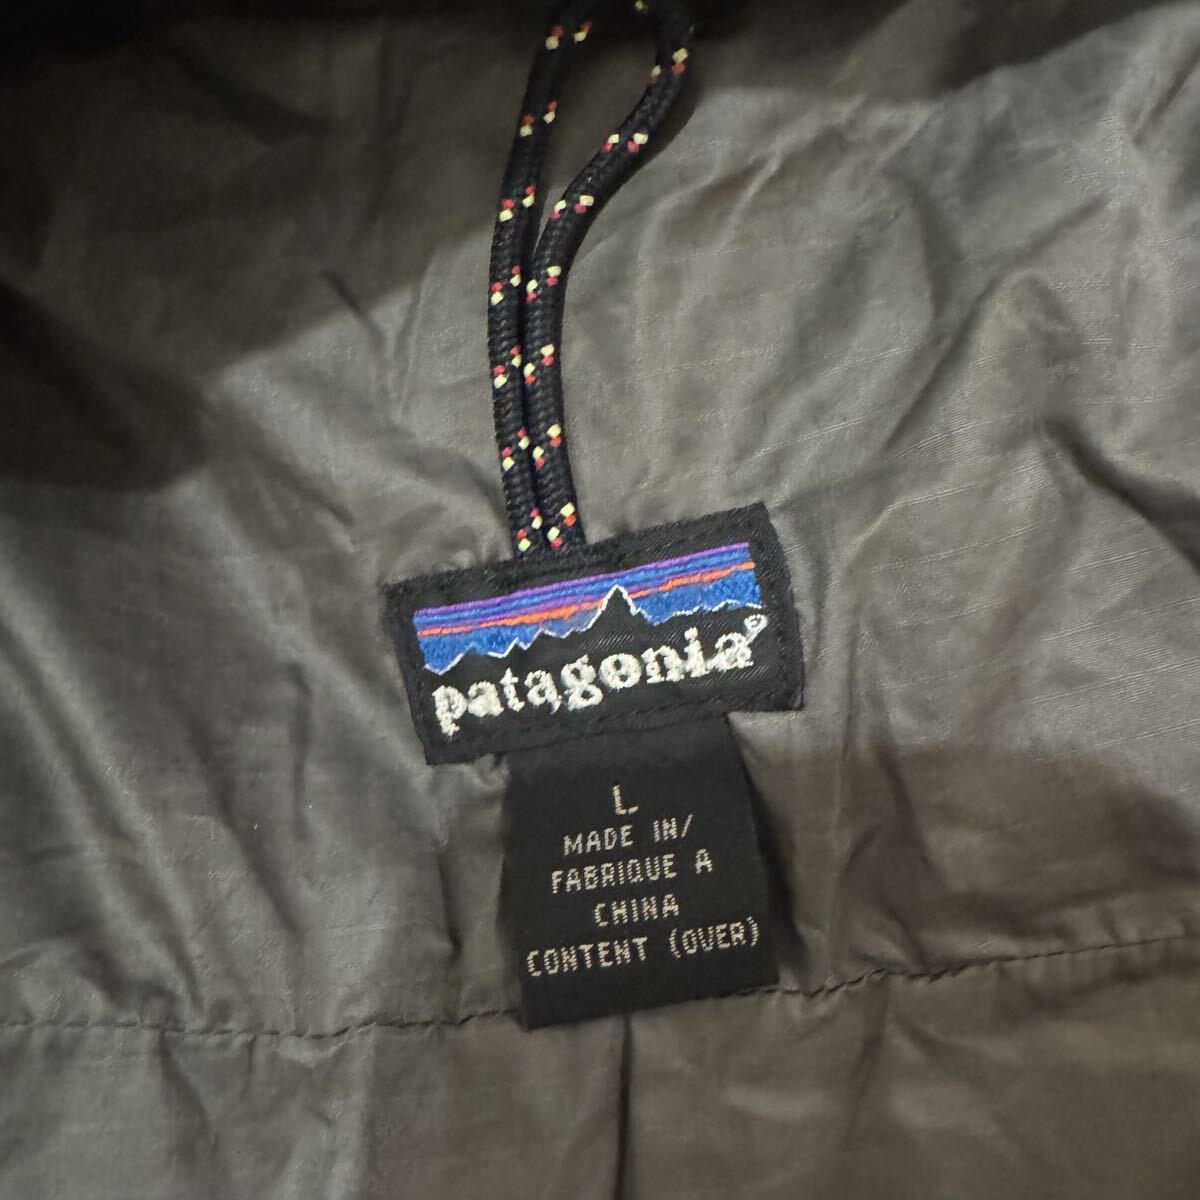 patagonia®
L
MADE IN/
FABRIQUE A
CHINA
CONTENT (OVER)